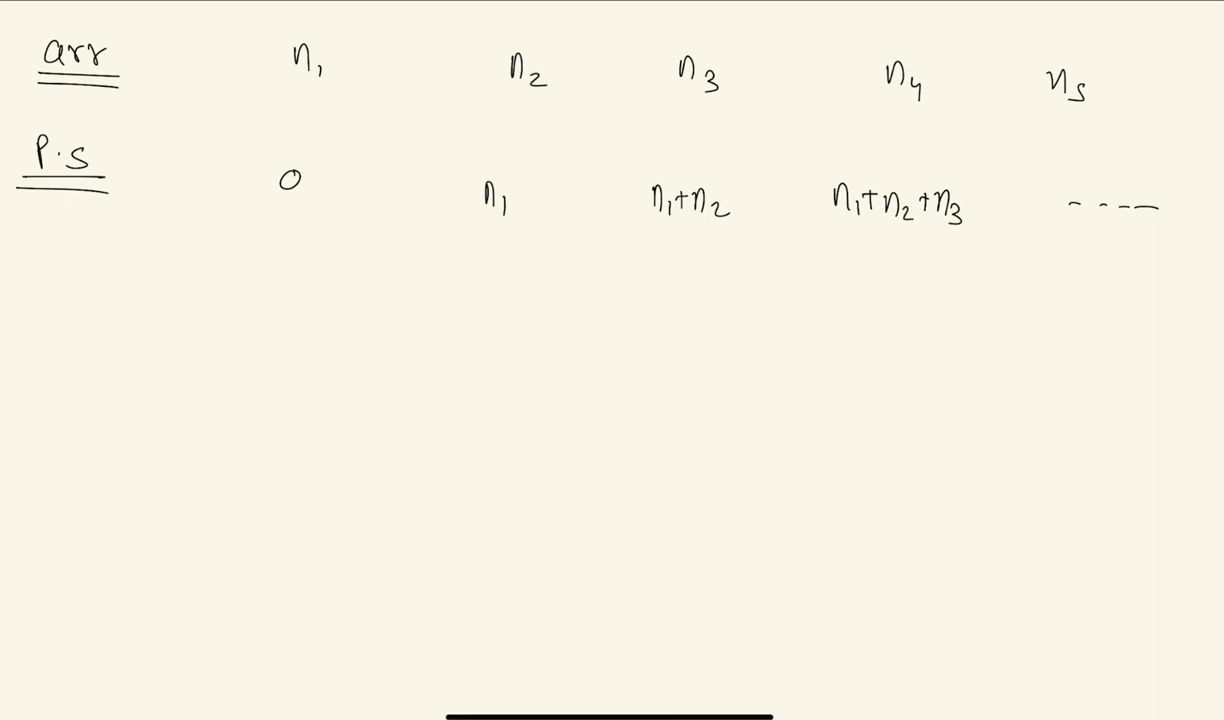 arr n₁ n₂ n₃ n₄ n₅
P.S 0 n₁ n₁+n₂ n₁+n₂+n₃ ----